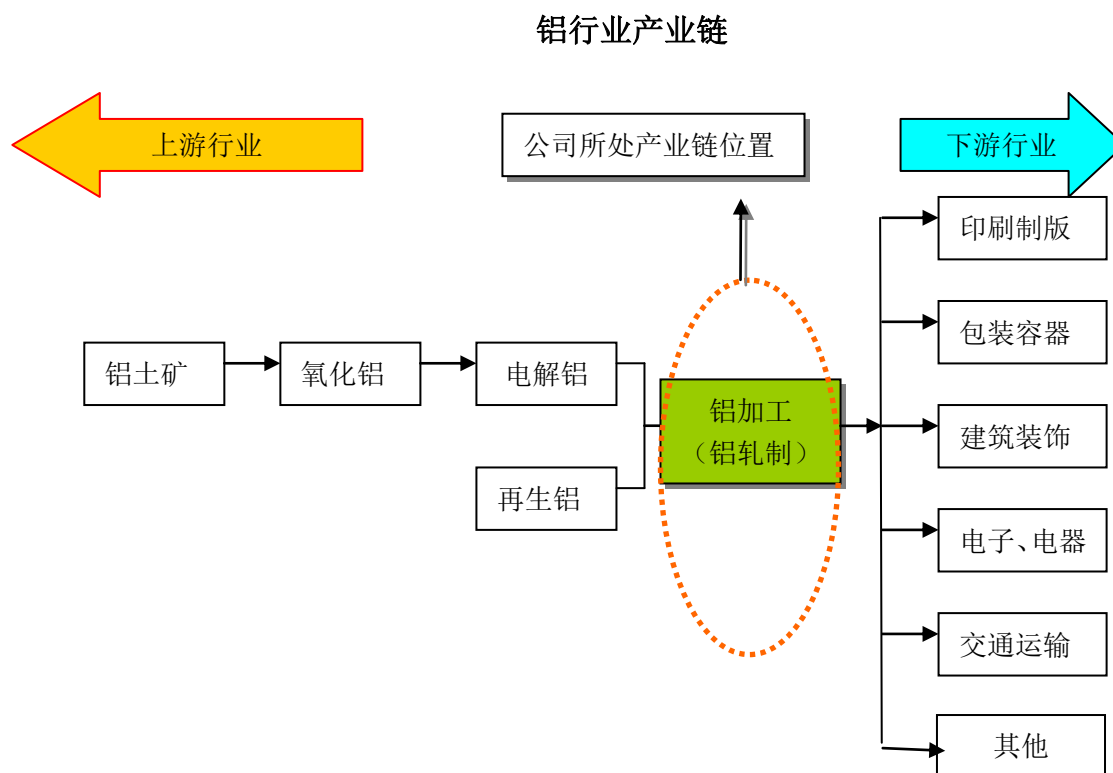 铝行业产业链
上游行业
公司所处产业链位置
下游行业
印刷制版
包装容器
铝土矿
氧化铝
电解铝
铝加工
（铝轧制）
建筑装饰
再生铝
电子、电器
交通运输
其他